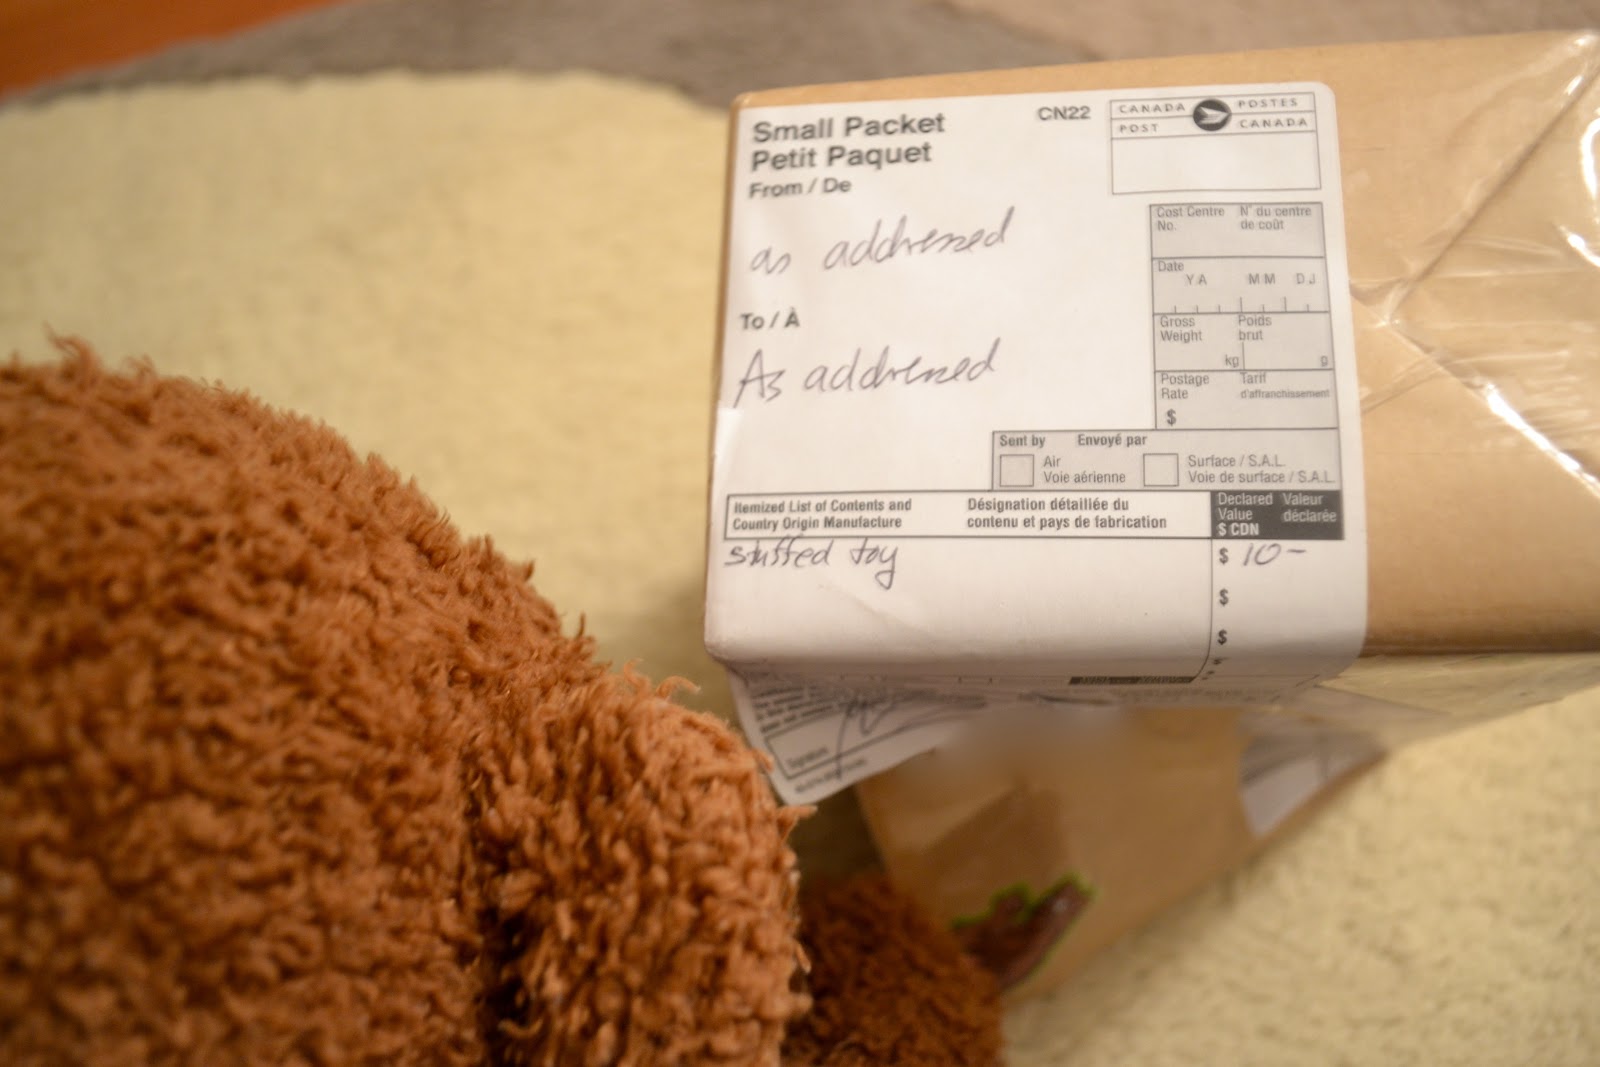 Small Packet
Petit Paquet
CN22
CANADA POSTES
POST CANADA
From / De
as addressed
To / À
As addressed
Cost Centre No.
N° du centre de coût
Date
Y A M M D J
Gross Weight
Poids brut
kg g
Postage Rate
Tarif d'affranchissement
$
Sent by Envoyé par
Air
Voie aérienne
Surface / S.A.L.
Voie de surface / S.A.L.
Itemized List of Contents and
Country Origin Manufacture
Désignation détaillée du
contenu et pays de fabrication
Declared Value $ CDN
Valeur déclarée
stuffed toy
$ 10-
$
$
Signature